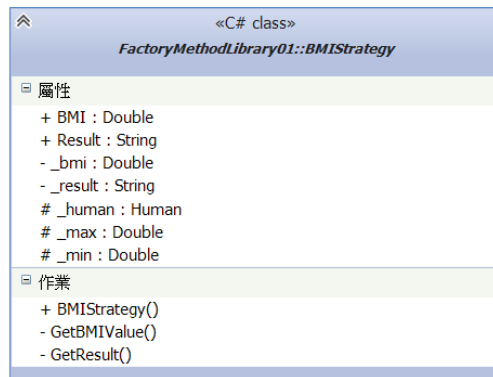 «C# class»
FactoryMethodLibrary01::BMIStrategy
屬性
+ BMI : Double
+ Result : String
- _bmi : Double
- _result : String
# _human : Human
# _max : Double
# _min : Double
作業
+ BMIStrategy()
- GetBMIValue()
- GetResult()